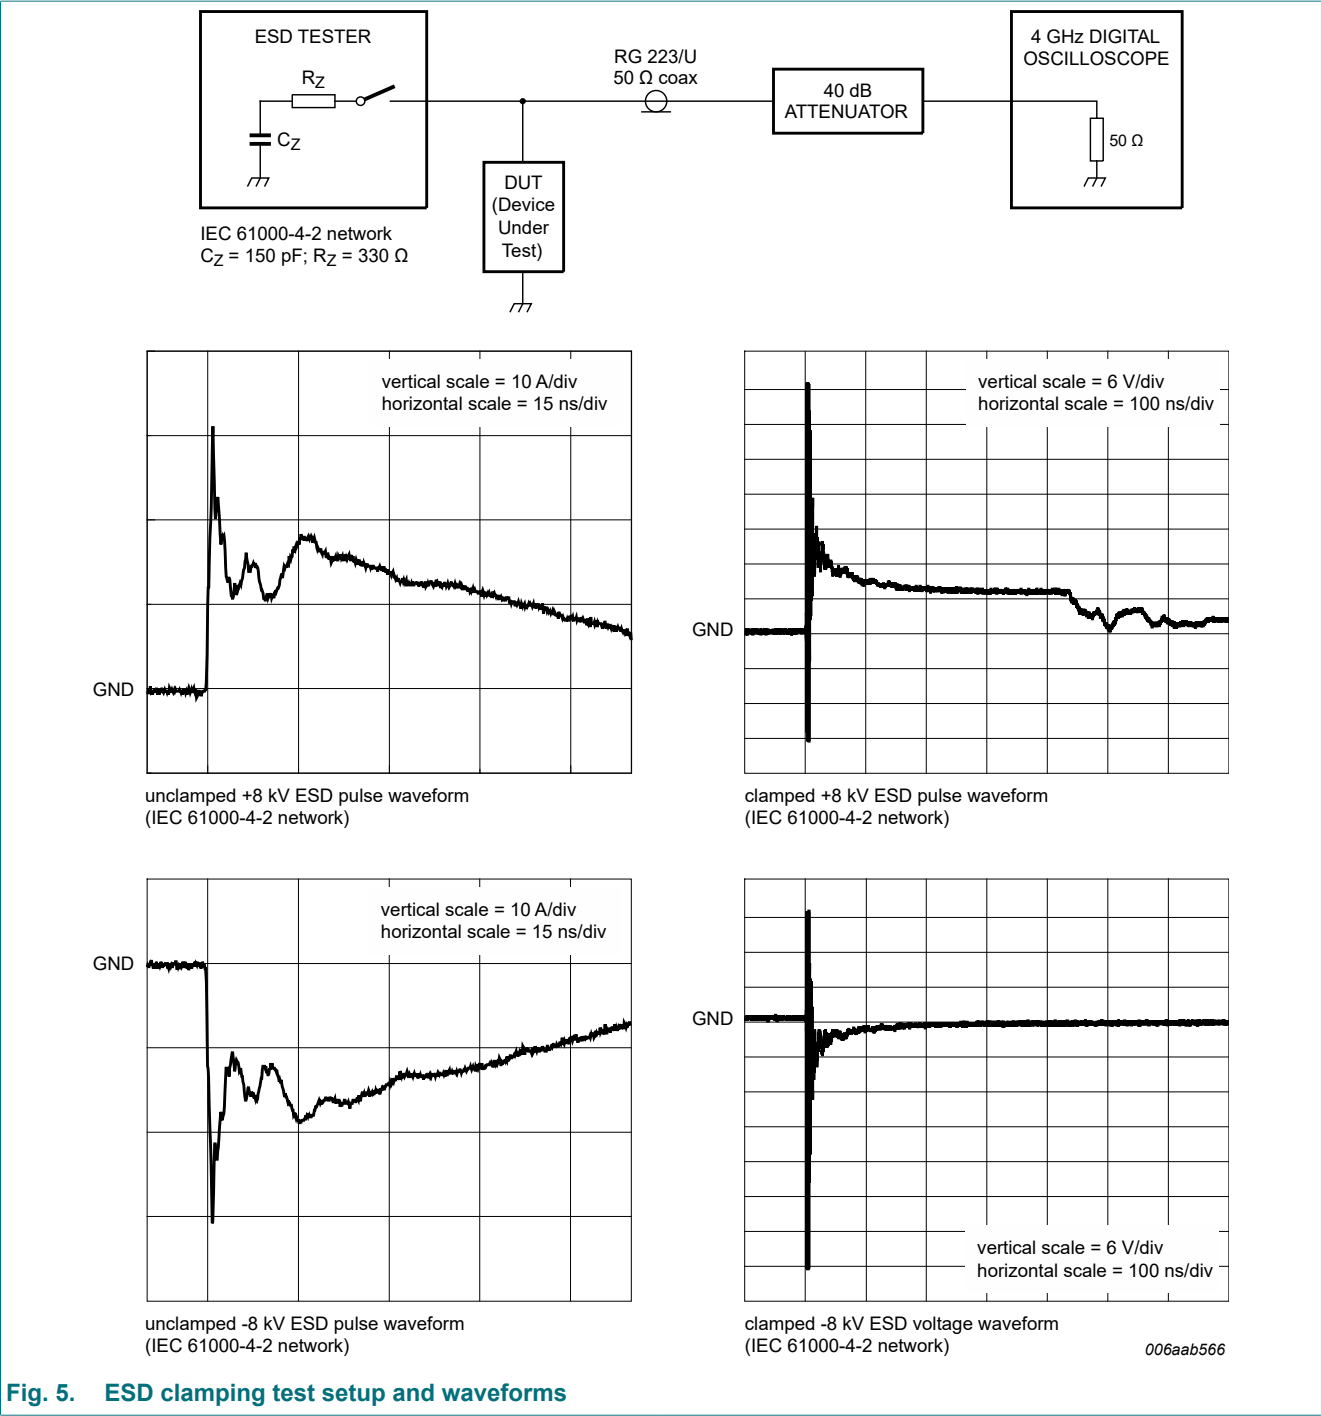 ESD TESTER
RZ
CZ
IEC 61000-4-2 network
CZ = 150 pF; RZ = 330 Ω
RG 223/U
50 Ω coax
DUT
(Device
Under
Test)
40 dB
ATTENUATOR
4 GHz DIGITAL
OSCILLOSCOPE
50 Ω
vertical scale = 10 A/div
horizontal scale = 15 ns/div
GND
unclamped +8 kV ESD pulse waveform
(IEC 61000-4-2 network)
vertical scale = 6 V/div
horizontal scale = 100 ns/div
GND
clamped +8 kV ESD pulse waveform
(IEC 61000-4-2 network)
vertical scale = 10 A/div
horizontal scale = 15 ns/div
GND
unclamped -8 kV ESD pulse waveform
(IEC 61000-4-2 network)
GND
vertical scale = 6 V/div
horizontal scale = 100 ns/div
clamped -8 kV ESD voltage waveform
(IEC 61000-4-2 network)
006aab566
Fig. 5. ESD clamping test setup and waveforms